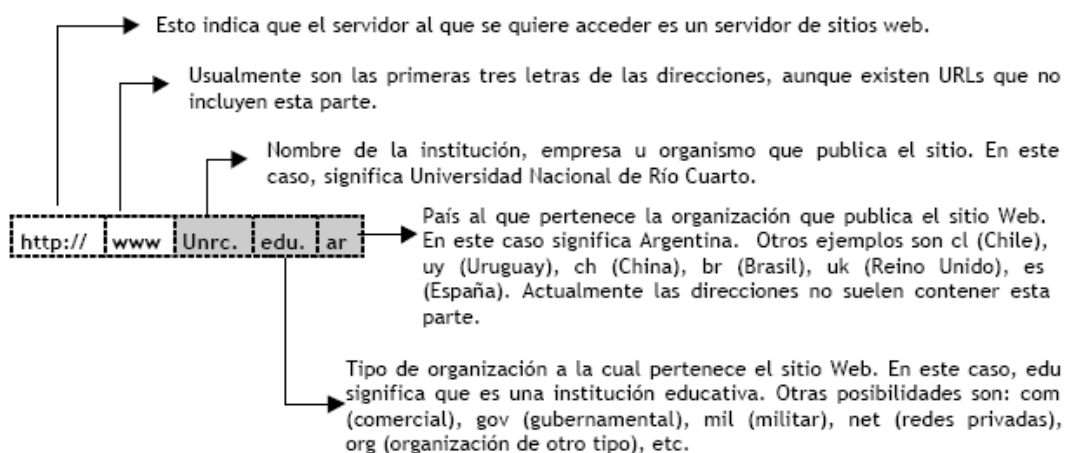 Esto indica que el servidor al que se quiere acceder es un servidor de sitios web.
Usualmente son las primeras tres letras de las direcciones, aunque existen URLs que no
incluyen esta parte.
Nombre de la institución, empresa u organismo que publica el sitio. En este
caso, significa Universidad Nacional de Río Cuarto.
http:// www Unrc. edu. ar
País al que pertenece la organización que publica el sitio Web.
En este caso significa Argentina. Otros ejemplos son cl (Chile),
uy (Uruguay), ch (China), br (Brasil), uk (Reino Unido), es
(España). Actualmente las direcciones no suelen contener esta
parte.
Tipo de organización a la cual pertenece el sitio Web. En este caso, edu
significa que es una institución educativa. Otras posibilidades son: com
(comercial), gov (gubernamental), mil (militar), net (redes privadas),
org (organización de otro tipo), etc.